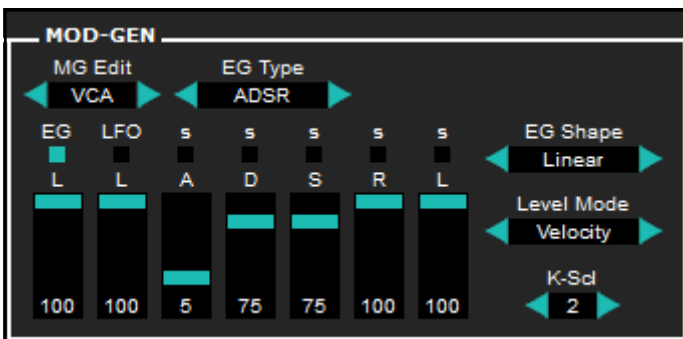 MOD-GEN
MG Edit EG Type
VCA ADSR
EG LFO s s s s s EG Shape
Linear
L L A D S R L
Level Mode
Velocity
K-Scl
100 100 5 75 75 100 100 2